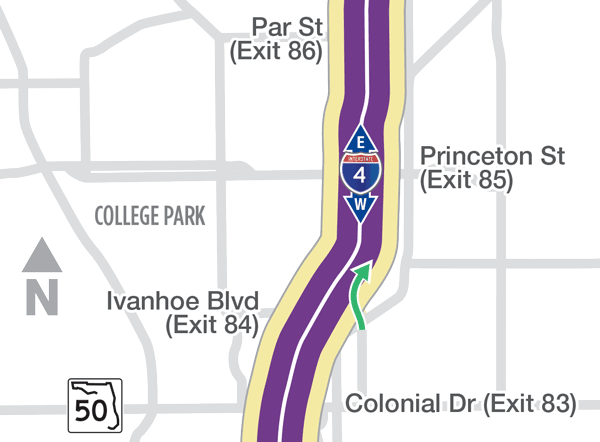 Par St
(Exit 86)
E
INTERSTATE
4
W
Princeton St
(Exit 85)
COLLEGE PARK
N
Ivanhoe Blvd
(Exit 84)
50
Colonial Dr (Exit 83)